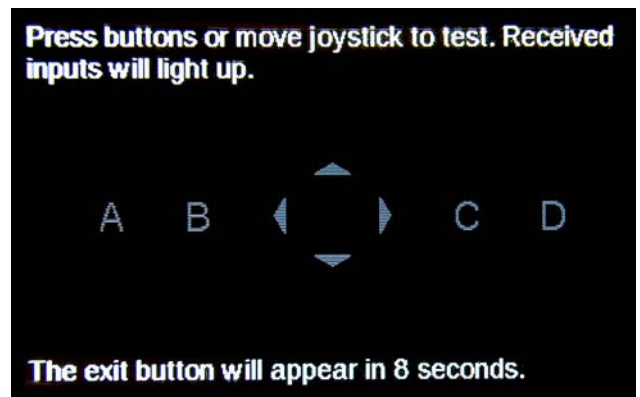 Press buttons or move joystick to test. Received
inputs will light up.
A B C D
The exit button will appear in 8 seconds.